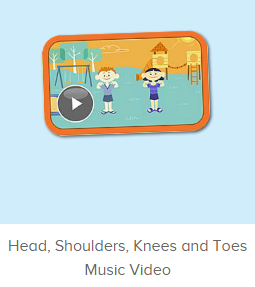 Head, Shoulders, Knees and Toes
Music Video